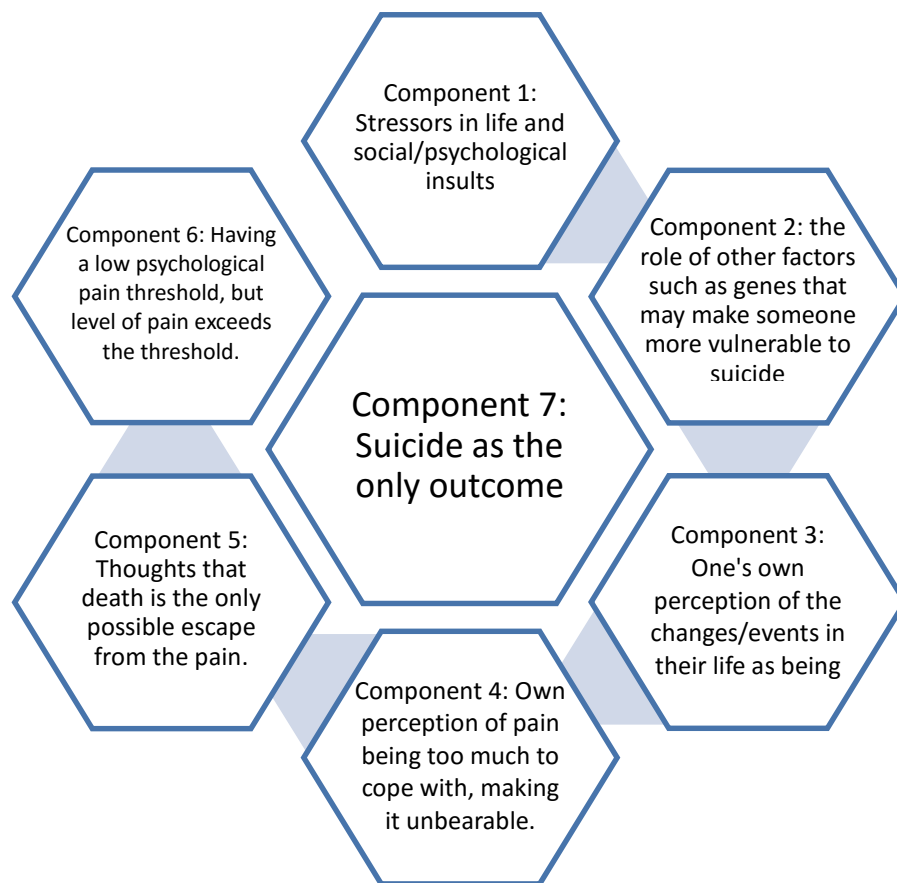 Component 1:
Stressors in life and
social/psychological
insults
Component 2: the
role of other factors
such as genes that
may make someone
more vulnerable to
suicide
Component 3:
One's own
perception of the
changes/events in
their life as being
Component 4: Own
perception of pain
being too much to
cope with, making
it unbearable.
Component 5:
Thoughts that
death is the only
possible escape
from the pain.
Component 6: Having
a low psychological
pain threshold, but
level of pain exceeds
the threshold.
Component 7:
Suicide as the
only outcome